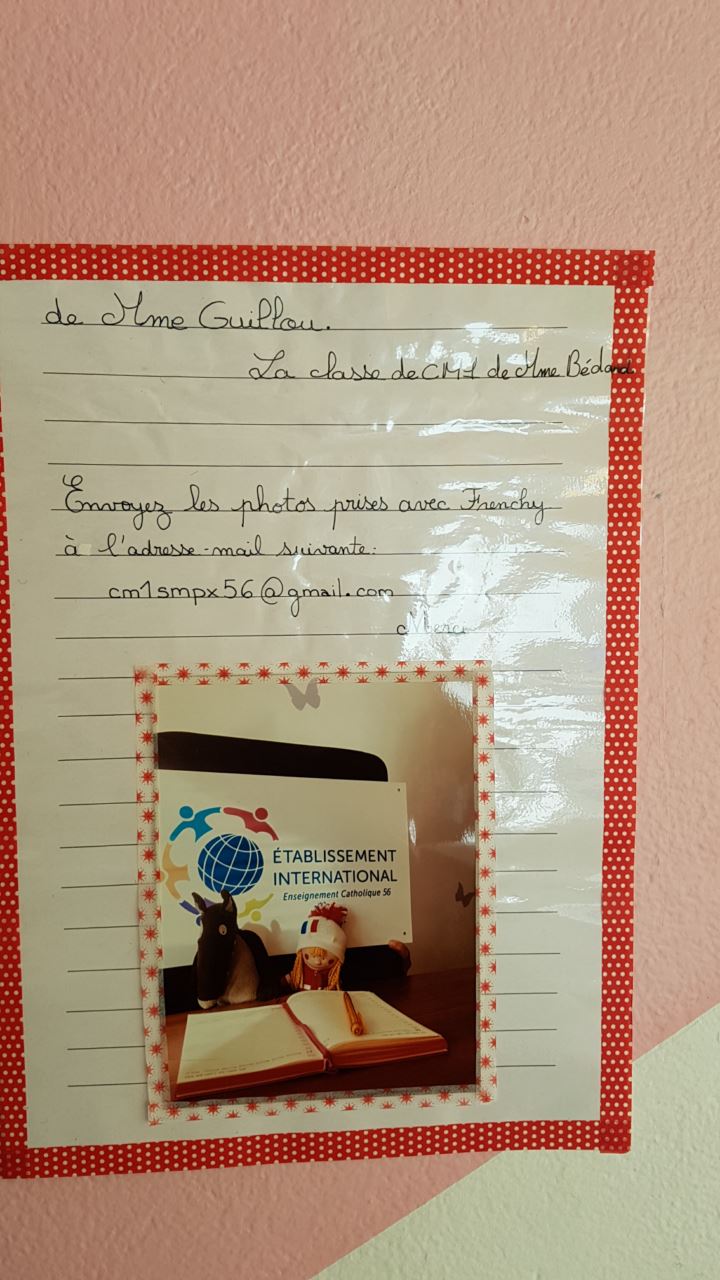 de Mme Guillou.
La classe de CM1 de Mme Bédard
Envoyez les photos prises avec Frenchy
à l'adresse-mail suivante:
cm1smpx56@gmail.com
Merci
ÉTABLISSEMENT
INTERNATIONAL
Enseignement Catholique 56